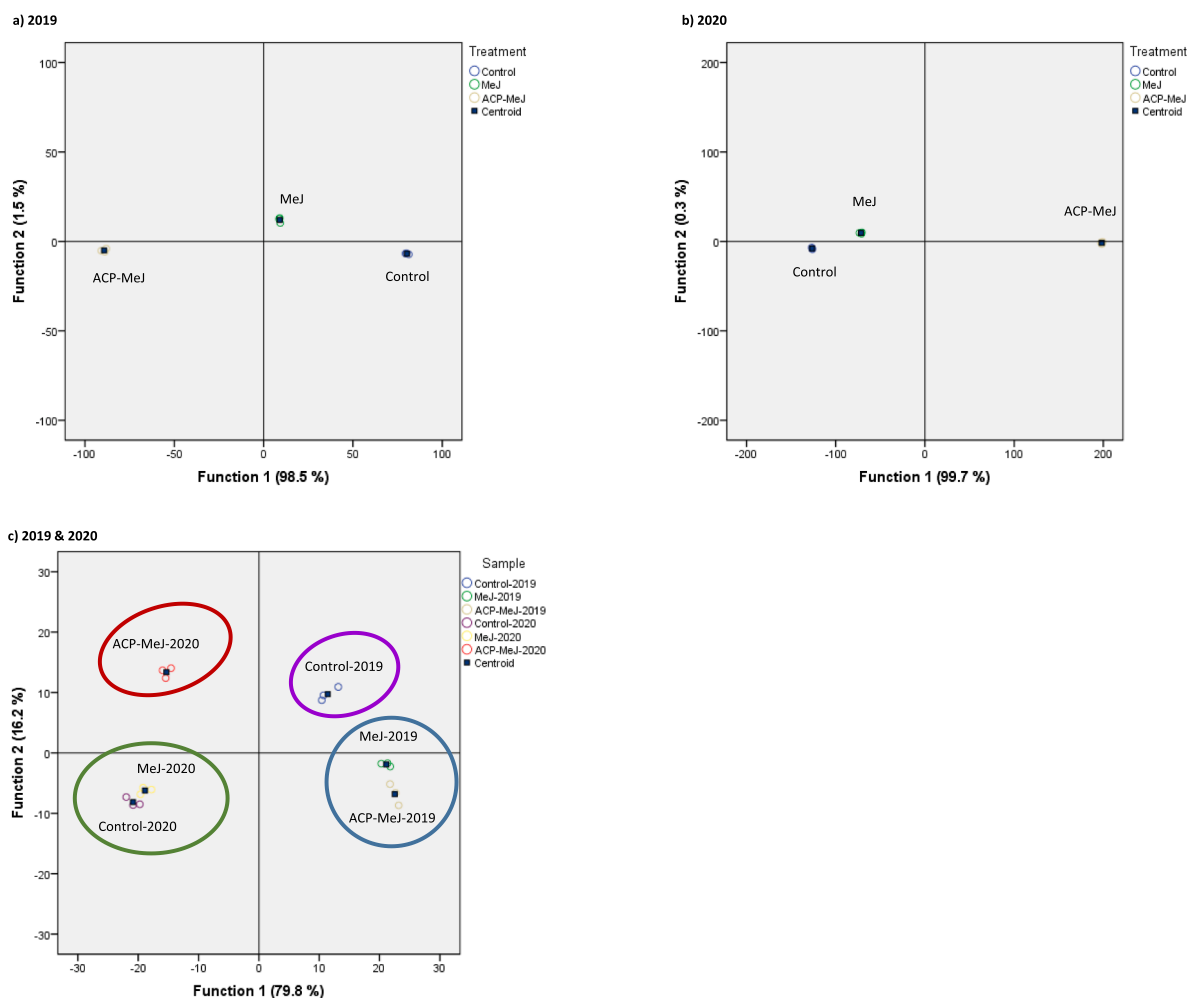 a) 2019
100
50
0
-50
-100
-100
-50
0
50
100
Function 2 (1.5 %)
Function 1 (98.5 %)
MeJ
ACP-MeJ
Control
Treatment
Control
MeJ
ACP-MeJ
Centroid
b) 2020
200
100
0
-100
-200
-200
-100
0
100
200
Function 2 (0.3 %)
Function 1 (99.7 %)
MeJ
ACP-MeJ
Control
Treatment
Control
MeJ
ACP-MeJ
Centroid
c) 2019 & 2020
30
20
10
0
-10
-20
-30
-30
-20
-10
0
10
20
30
Function 2 (16.2 %)
Function 1 (79.8 %)
ACP-MeJ-2020
Control-2019
MeJ-2019
MeJ-2020
ACP-MeJ-2019
Control-2020
Sample
Control-2019
MeJ-2019
ACP-MeJ-2019
Control-2020
MeJ-2020
ACP-MeJ-2020
Centroid